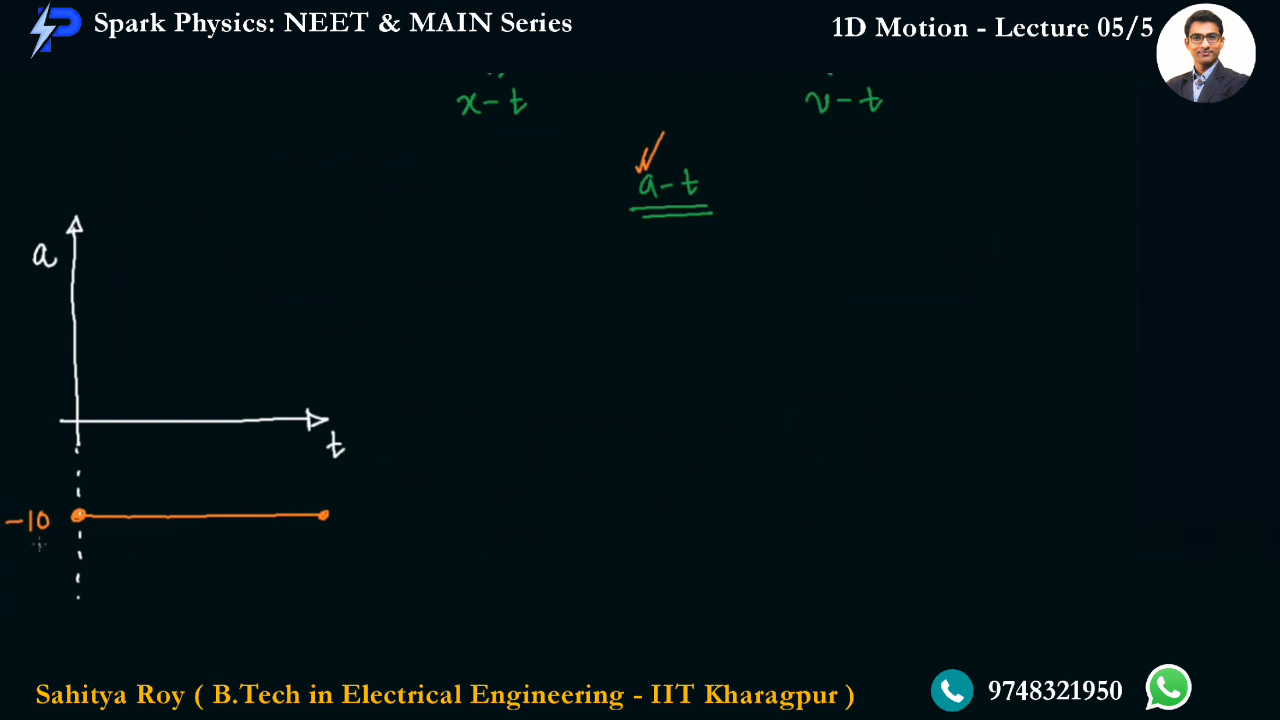 Spark Physics: NEET & MAIN Series
1D Motion - Lecture 05/5
x-t
v-t
a-t
a
t
-10
Sahitya Roy ( B.Tech in Electrical Engineering - IIT Kharagpur )
9748321950